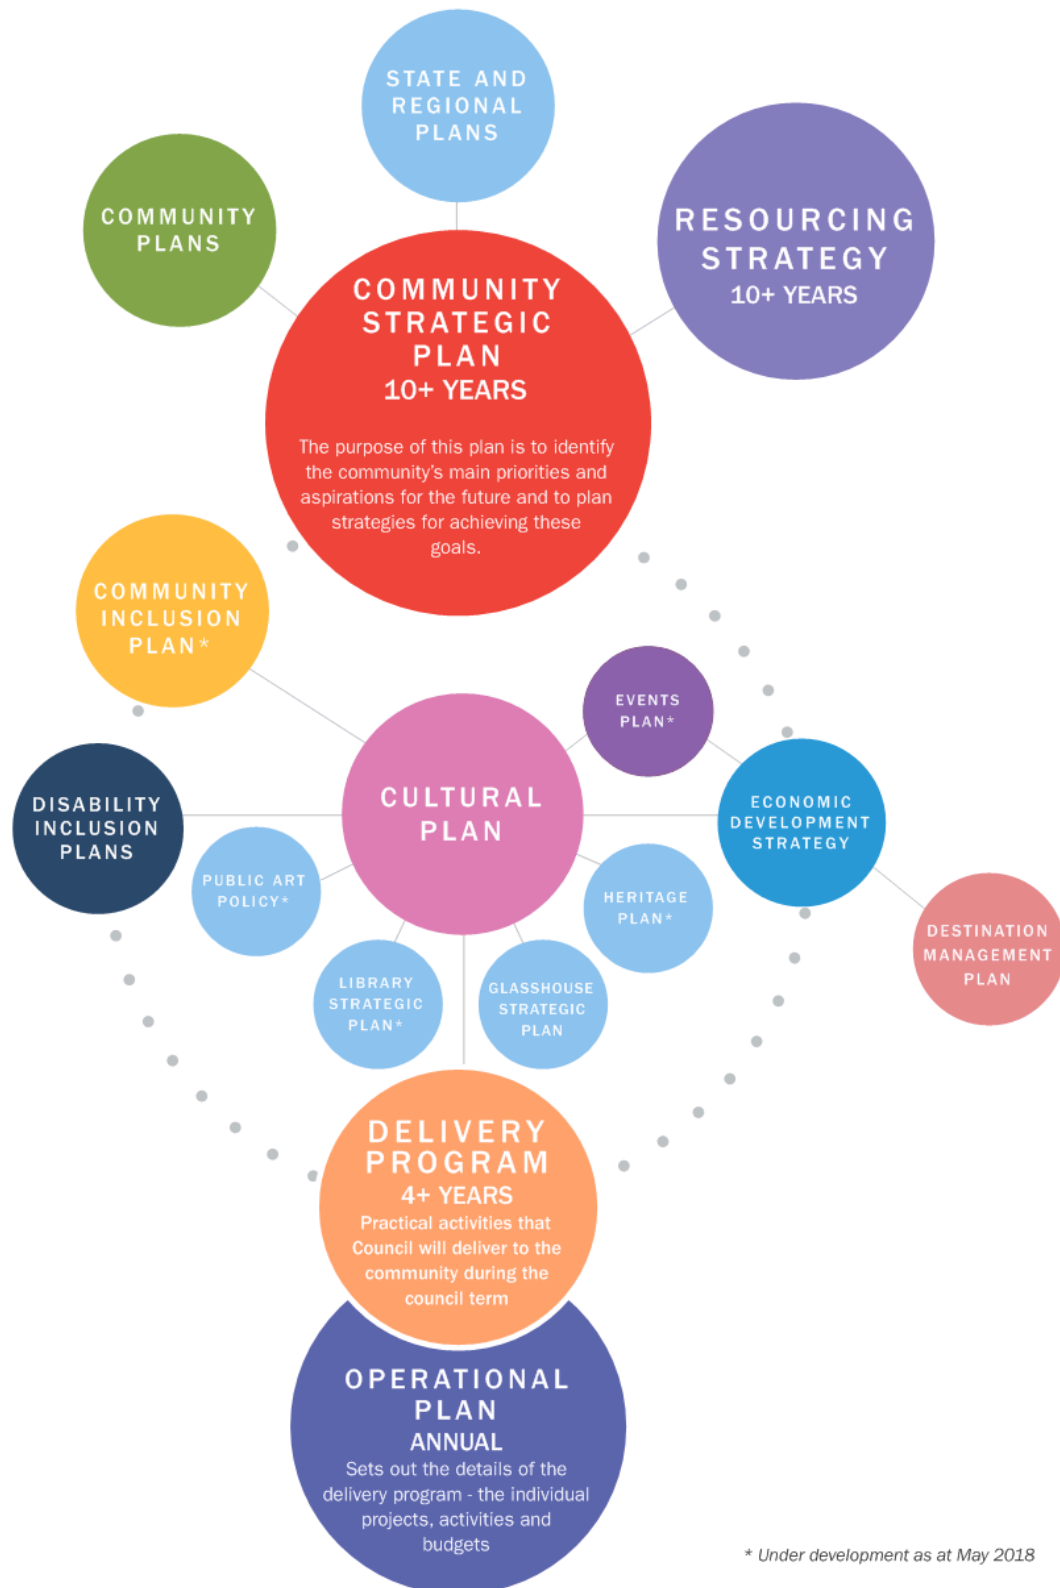 STATE AND
REGIONAL
PLANS
COMMUNITY
PLANS
RESOURCING
STRATEGY
10+ YEARS
COMMUNITY
STRATEGIC
PLAN
10+ YEARS
The purpose of this plan is to identify
the community's main priorities and
aspirations for the future and to plan
strategies for achieving these
goals.
COMMUNITY
INCLUSION
PLAN*
EVENTS
PLAN*
CULTURAL
PLAN
DISABILITY
INCLUSION
PLANS
ECONOMIC
DEVELOPMENT
STRATEGY
PUBLIC ART
POLICY*
HERITAGE
PLAN*
DESTINATION
MANAGEMENT
PLAN
LIBRARY
STRATEGIC
PLAN*
GLASSHOUSE
STRATEGIC
PLAN
DELIVERY
PROGRAM
4+ YEARS
Practical activities that
Council will deliver to the
community during the
council term
OPERATIONAL
PLAN
ANNUAL
Sets out the details of the
delivery program - the individual
projects, activities and
budgets
* Under development as at May 2018